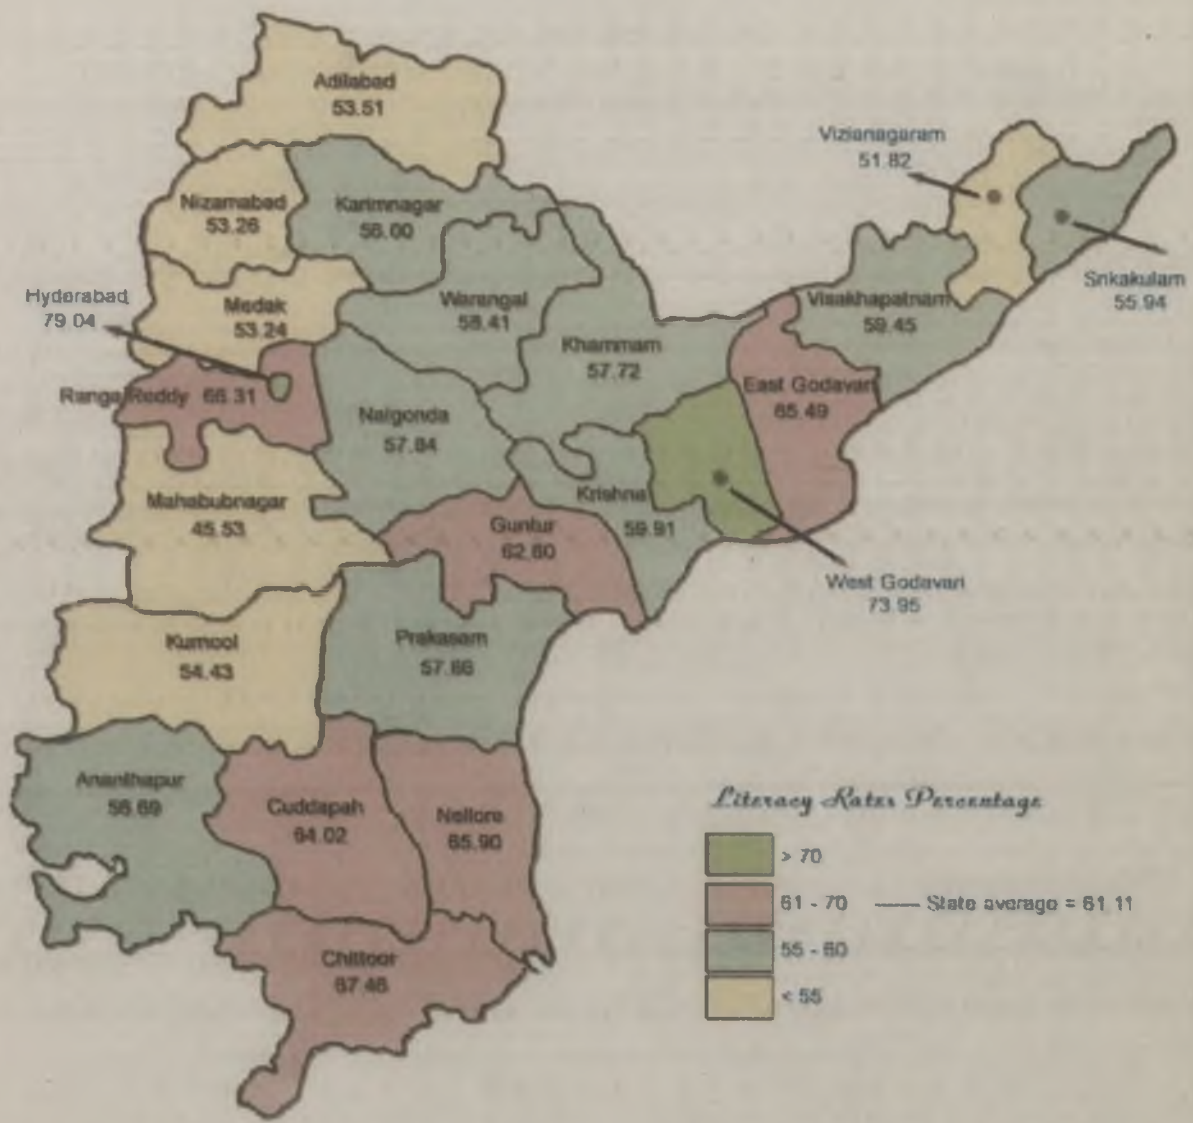 Adilabad
53.51
Vizianagaram
51.82
Nizamabad
53.26
Karimnagar
56.00
Srikakulam
55.94
Hyderabad
79.04
Medak
53.24
Warangal
58.41
Visakhapatnam
59.45
Khammam
57.72
Ranga Reddy 66.31
East Godavari
65.49
Nalgonda
57.84
Mahabubnagar
45.53
Krishna
59.91
Guntur
62.80
West Godavari
73.95
Kurnool
54.43
Prakasam
57.86
Ananthapur
56.69
Cuddapah
64.02
Nellore
65.90
Chittoor
67.46
Literacy Rates Percentage
> 70
61 - 70 State average = 61.11
55 - 60
< 55